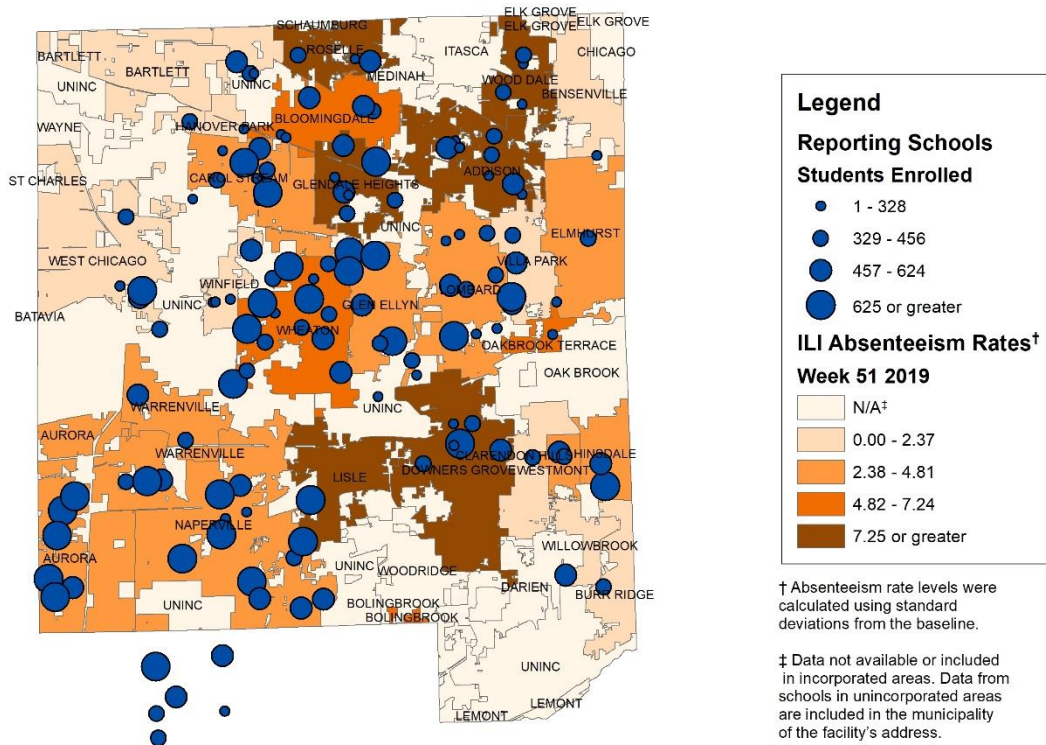 SCHAUMBURG
ELK GROVE
ELK GROVE
ELK GROVE
ROSELLE
ITASCA
CHICAGO
BARTLETT
BARTLETT
MEDINAH
WOOD DALE
UNINC
UNINC
BENSENVILLE
WAYNE
HANOVER PARK
BLOOMINGDALE
ST CHARLES
CAROL STREAM
GLENDALE HEIGHTS
ADDISON
UNINC
ELMHURST
WEST CHICAGO
VILLA PARK
WINFIELD
LOMBARD
UNINC
GLEN ELLYN
BATAVIA
WHEATON
OAKBROOK TERRACE
OAK BROOK
WARRENVILLE
UNINC
AURORA
WARRENVILLE
CLARENDON HILLS
HINSDALE
LISLE
DOWNERS GROVE
WESTMONT
NAPERVILLE
WILLOWBROOK
AURORA
UNINC
WOODRIDGE
DARIEN
BURR RIDGE
UNINC
BOLINGBROOK
BOLINGBROOK
UNINC
LEMONT
LEMONT
Legend
Reporting Schools
Students Enrolled
1 - 328
329 - 456
457 - 624
625 or greater
ILI Absenteeism Rates†
Week 51 2019
N/A‡
0.00 - 2.37
2.38 - 4.81
4.82 - 7.24
7.25 or greater
† Absenteeism rate levels were
calculated using standard
deviations from the baseline.
‡ Data not available or included
in incorporated areas. Data from
schools in unincorporated areas
are included in the municipality
of the facility's address.